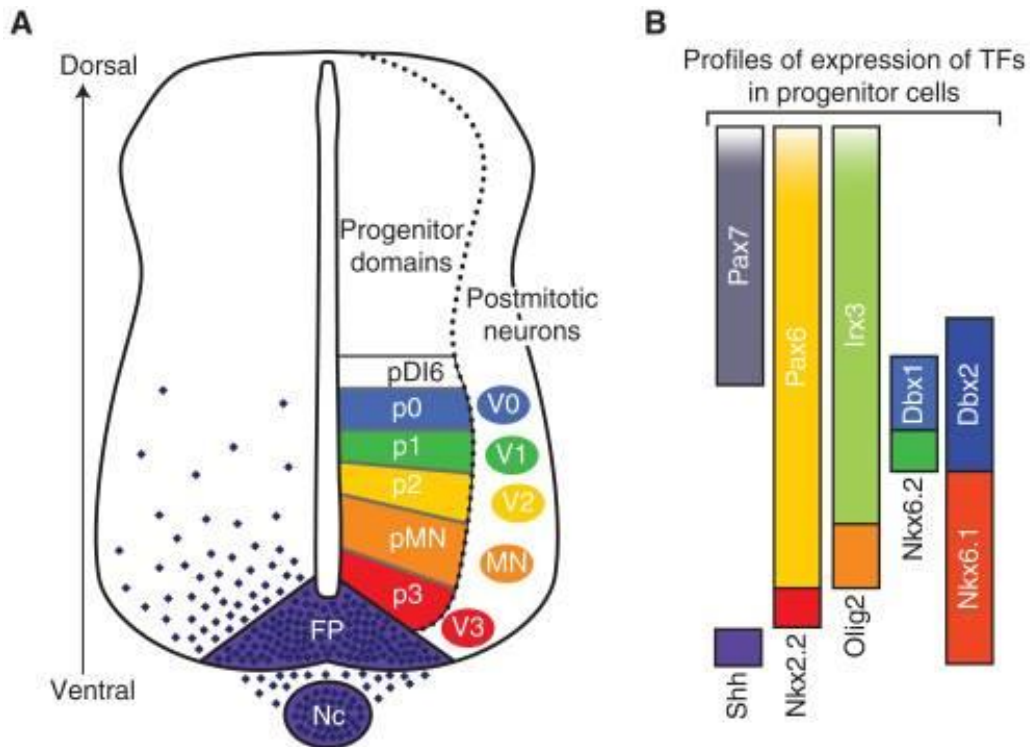 A
Dorsal
Ventral
Progenitor
domains
Postmitotic
neurons
pDI6
p0
p1
p2
pMN
p3
V0
V1
V2
MN
V3
FP
Nc
B
Profiles of expression of TFs
in progenitor cells
Pax7
Pax6
Irx3
Dbx1
Dbx2
Nkx6.2
Nkx6.1
Shh
Nkx2.2
Olig2